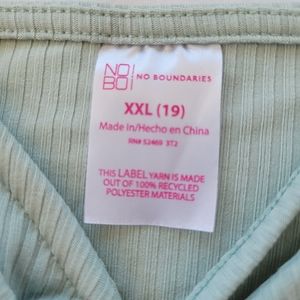 NO
BO
NO BOUNDARIES
XXL (19)
Made in/Hecho en China
RN# 52469 3T2
THIS LABEL YARN IS MADE
OUT OF 100% RECYCLED
POLYESTER MATERIALS